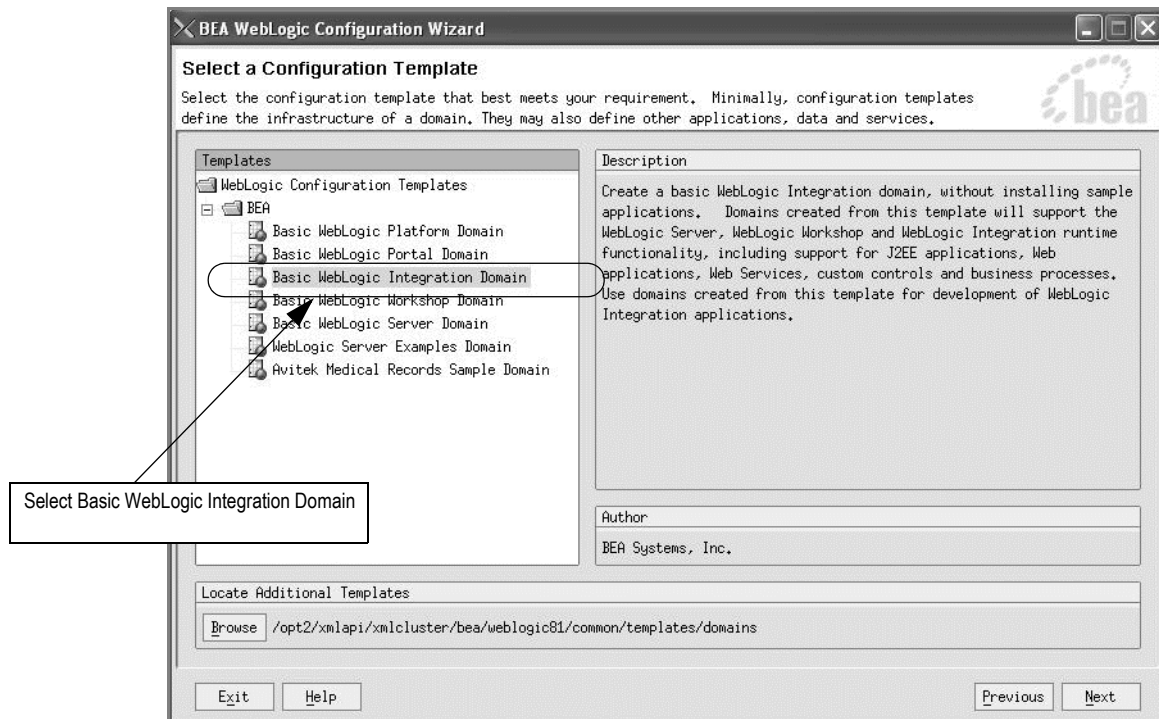 BEA WebLogic Configuration Wizard
Select a Configuration Template
Select the configuration template that best meets your requirement. Minimally, configuration templates
define the infrastructure of a domain. They may also define other applications, data and services.
bea
Templates
WebLogic Configuration Templates
BEA
Basic WebLogic Platform Domain
Basic WebLogic Portal Domain
Basic WebLogic Integration Domain
Basic WebLogic Workshop Domain
Basic WebLogic Server Domain
WebLogic Server Examples Domain
Avitek Medical Records Sample Domain
Select Basic WebLogic Integration Domain
Description
Create a basic WebLogic Integration domain, without installing sample
applications. Domains created from this template will support the
WebLogic Server, WebLogic Workshop and WebLogic Integration runtime
functionality, including support for J2EE applications, Web
applications, Web Services, custom controls and business processes.
Use domains created from this template for development of WebLogic
Integration applications.
Author
BEA Systems, Inc.
Locate Additional Templates
Browse /opt2/xmlapi/xmlcluster/bea/weblogic81/common/templates/domains
Exit Help Previous Next